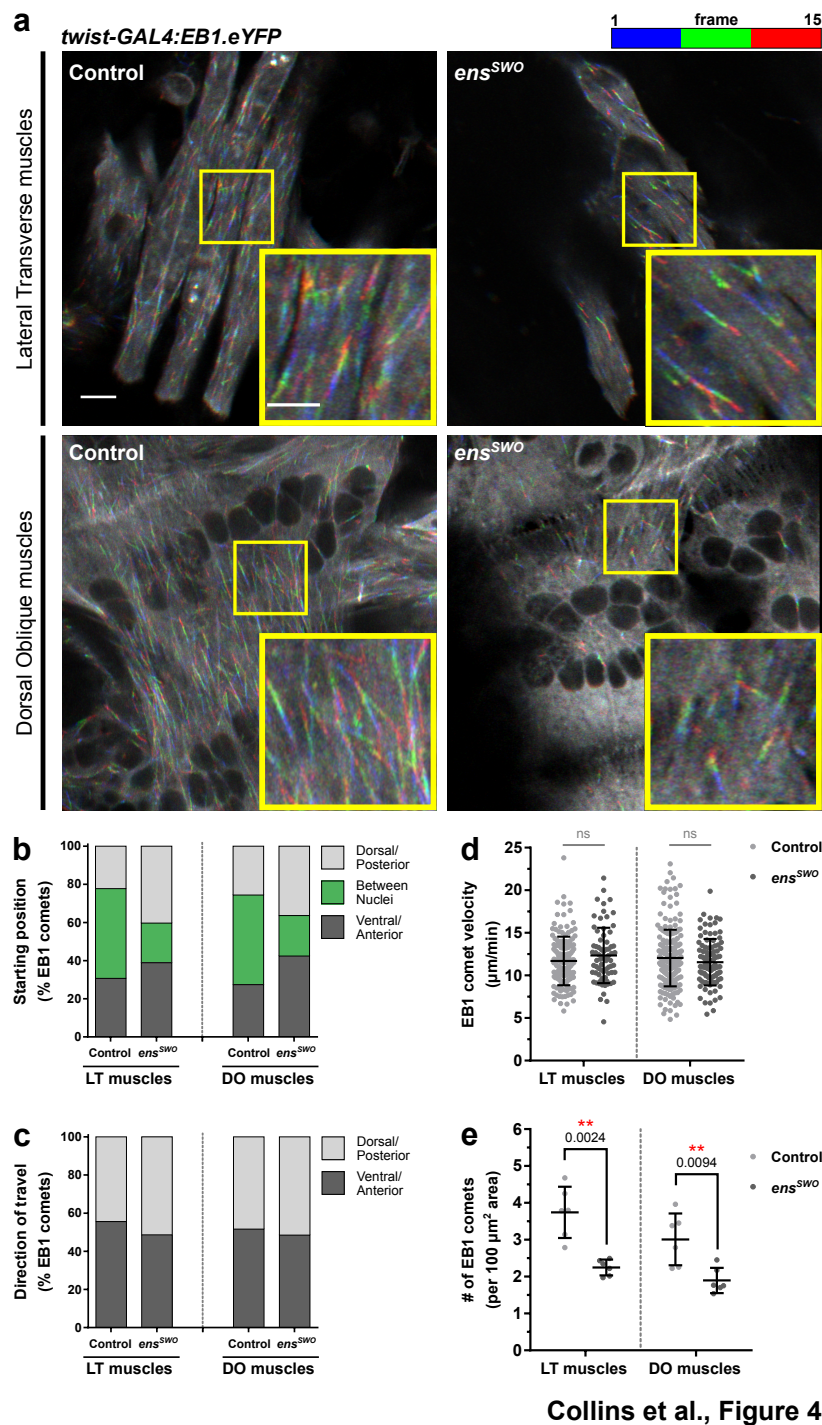 a
twist-GAL4:EB1.eYFP
1 frame 15
Lateral Transverse muscles
Control
ens^SWO
Dorsal Oblique muscles
Control
ens^SWO
b
Starting position
(% EB1 comets)
100
80
60
40
20
0
Control ens^SWO Control ens^SWO
LT muscles DO muscles
Dorsal/
Posterior
Between
Nuclei
Ventral/
Anterior
c
Direction of travel
(% EB1 comets)
100
80
60
40
20
0
Control ens^SWO Control ens^SWO
LT muscles DO muscles
Dorsal/
Posterior
Ventral/
Anterior
d
EB1 comet velocity
(µm/min)
25
20
15
10
5
0
ns ns
LT muscles DO muscles
Control
ens^SWO
e
# of EB1 comets
(per 100 µm² area)
6
5
4
3
2
1
0
**
0.0024
**
0.0094
LT muscles DO muscles
Control
ens^SWO
Collins et al., Figure 4